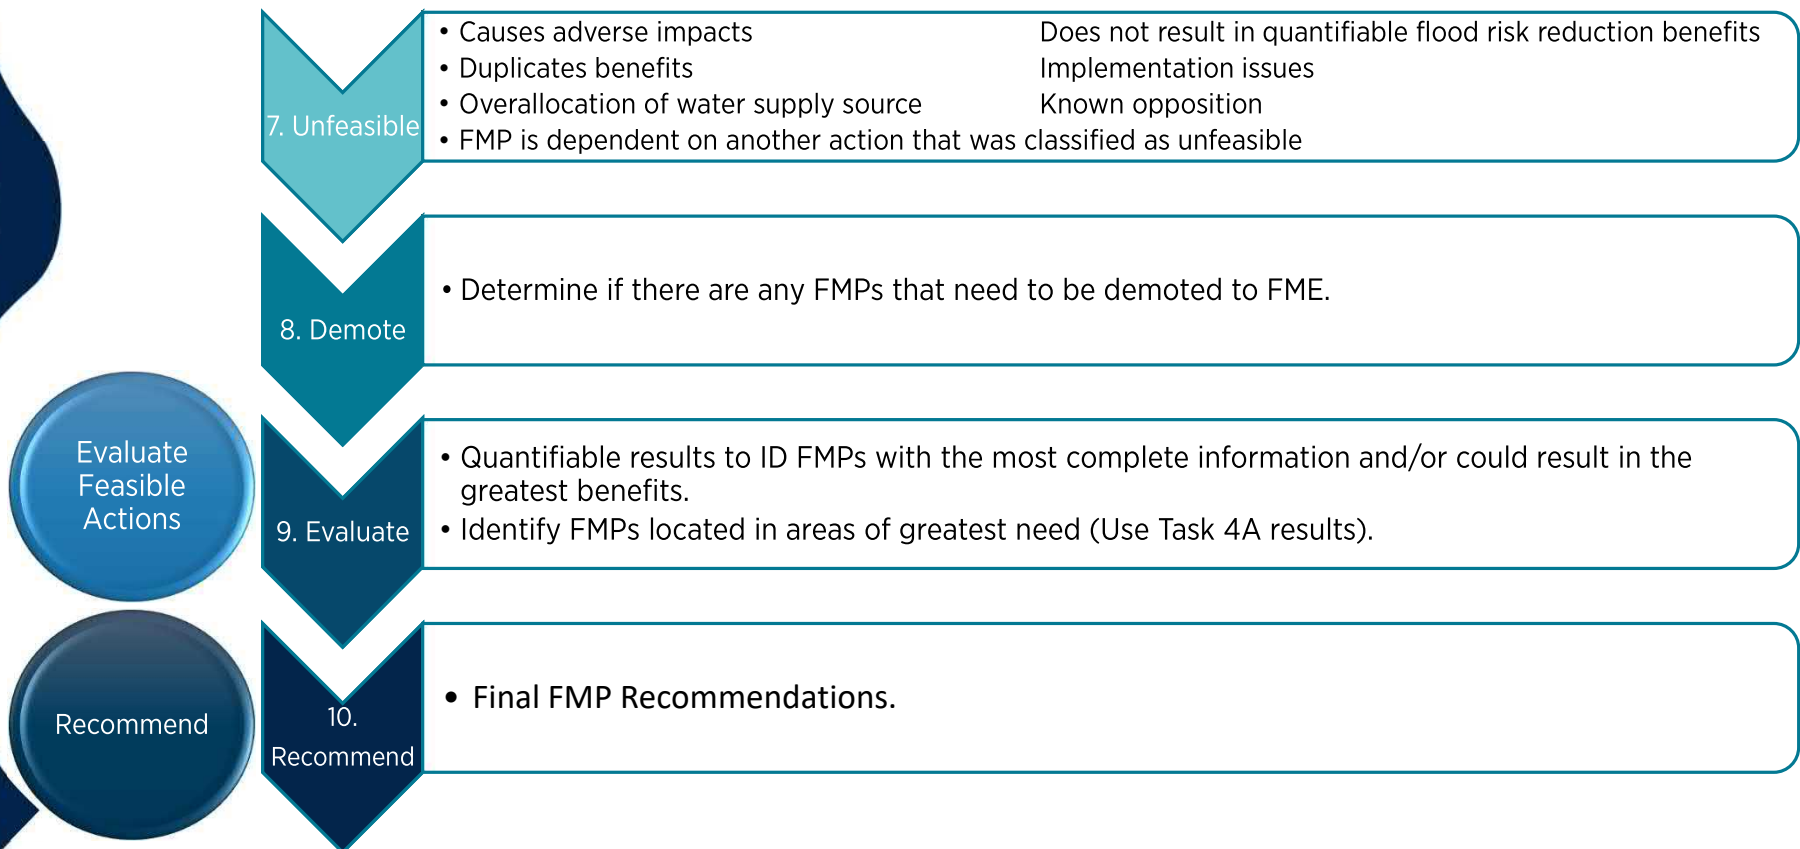 7. Unfeasible
• Causes adverse impacts
Does not result in quantifiable flood risk reduction benefits
• Duplicates benefits
Implementation issues
• Overallocation of water supply source
Known opposition
• FMP is dependent on another action that was classified as unfeasible
8. Demote
• Determine if there are any FMPs that need to be demoted to FME.
Evaluate
Feasible
Actions
9. Evaluate
• Quantifiable results to ID FMPs with the most complete information and/or could result in the
greatest benefits.
• Identify FMPs located in areas of greatest need (Use Task 4A results).
Recommend
10.
Recommend
• Final FMP Recommendations.